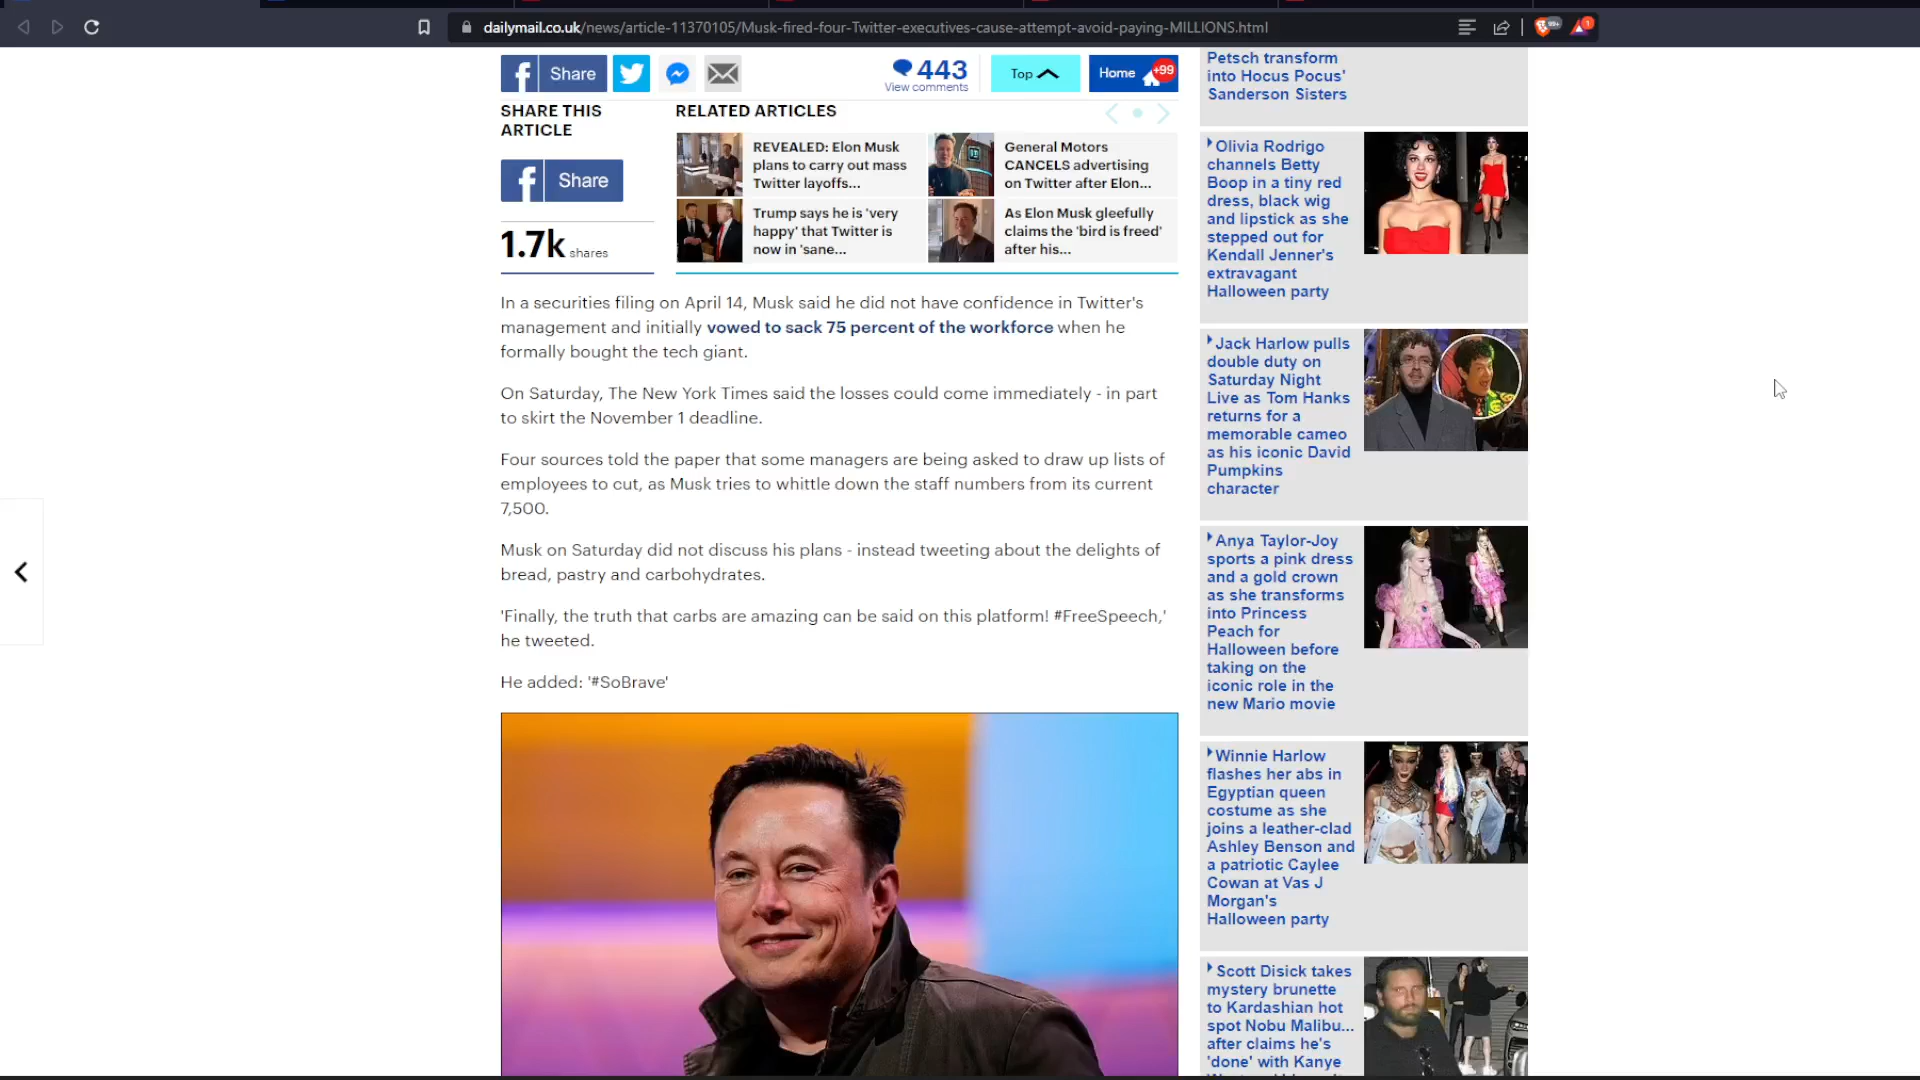 dailymail.co.uk/news/article-11370105/Musk-fired-four-Twitter-executives-cause-attempt-avoid-paying-MILLIONS.html
99+
1
Share
443
View comments
Top
Home
+99
SHARE THIS
ARTICLE
Share
1.7k shares
RELATED ARTICLES
REVEALED: Elon Musk
plans to carry out mass
Twitter layoffs...
General Motors
CANCELS advertising
on Twitter after Elon...
Trump says he is 'very
happy' that Twitter is
now in 'sane...
As Elon Musk gleefully
claims the 'bird is freed'
after his...
In a securities filing on April 14, Musk said he did not have confidence in Twitter's
management and initially vowed to sack 75 percent of the workforce when he
formally bought the tech giant.
On Saturday, The New York Times said the losses could come immediately - in part
to skirt the November 1 deadline.
Four sources told the paper that some managers are being asked to draw up lists of
employees to cut, as Musk tries to whittle down the staff numbers from its current
7,500.
Musk on Saturday did not discuss his plans - instead tweeting about the delights of
bread, pastry and carbohydrates.
'Finally, the truth that carbs are amazing can be said on this platform! #FreeSpeech,'
he tweeted.
He added: '#SoBrave'
Petsch transform
into Hocus Pocus'
Sanderson Sisters
Olivia Rodrigo
channels Betty
Boop in a tiny red
dress, black wig
and lipstick as she
stepped out for
Kendall Jenner's
extravagant
Halloween party
Jack Harlow pulls
double duty on
Saturday Night
Live as Tom Hanks
returns for a
memorable cameo
as his iconic David
Pumpkins
character
Anya Taylor-Joy
sports a pink dress
and a gold crown
as she transforms
into Princess
Peach for
Halloween before
taking on the
iconic role in the
new Mario movie
Winnie Harlow
flashes her abs in
Egyptian queen
costume as she
joins a leather-clad
Ashley Benson and
a patriotic Caylee
Cowan at Vas J
Morgan's
Halloween party
Scott Disick takes
mystery brunette
to Kardashian hot
spot Nobu Malibu...
after claims he's
'done' with Kanye